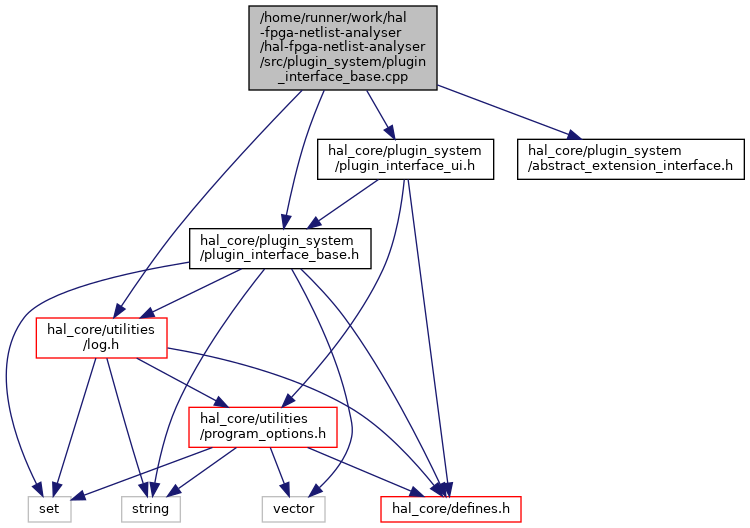 /home/runner/work/hal
-fpga-netlist-analyser
/hal-fpga-netlist-analyser
/src/plugin_system/plugin
_interface_base.cpp
hal_core/plugin_system
/plugin_interface_ui.h
hal_core/plugin_system
/abstract_extension_interface.h
hal_core/plugin_system
/plugin_interface_base.h
hal_core/utilities
/log.h
hal_core/utilities
/program_options.h
set
string
vector
hal_core/defines.h